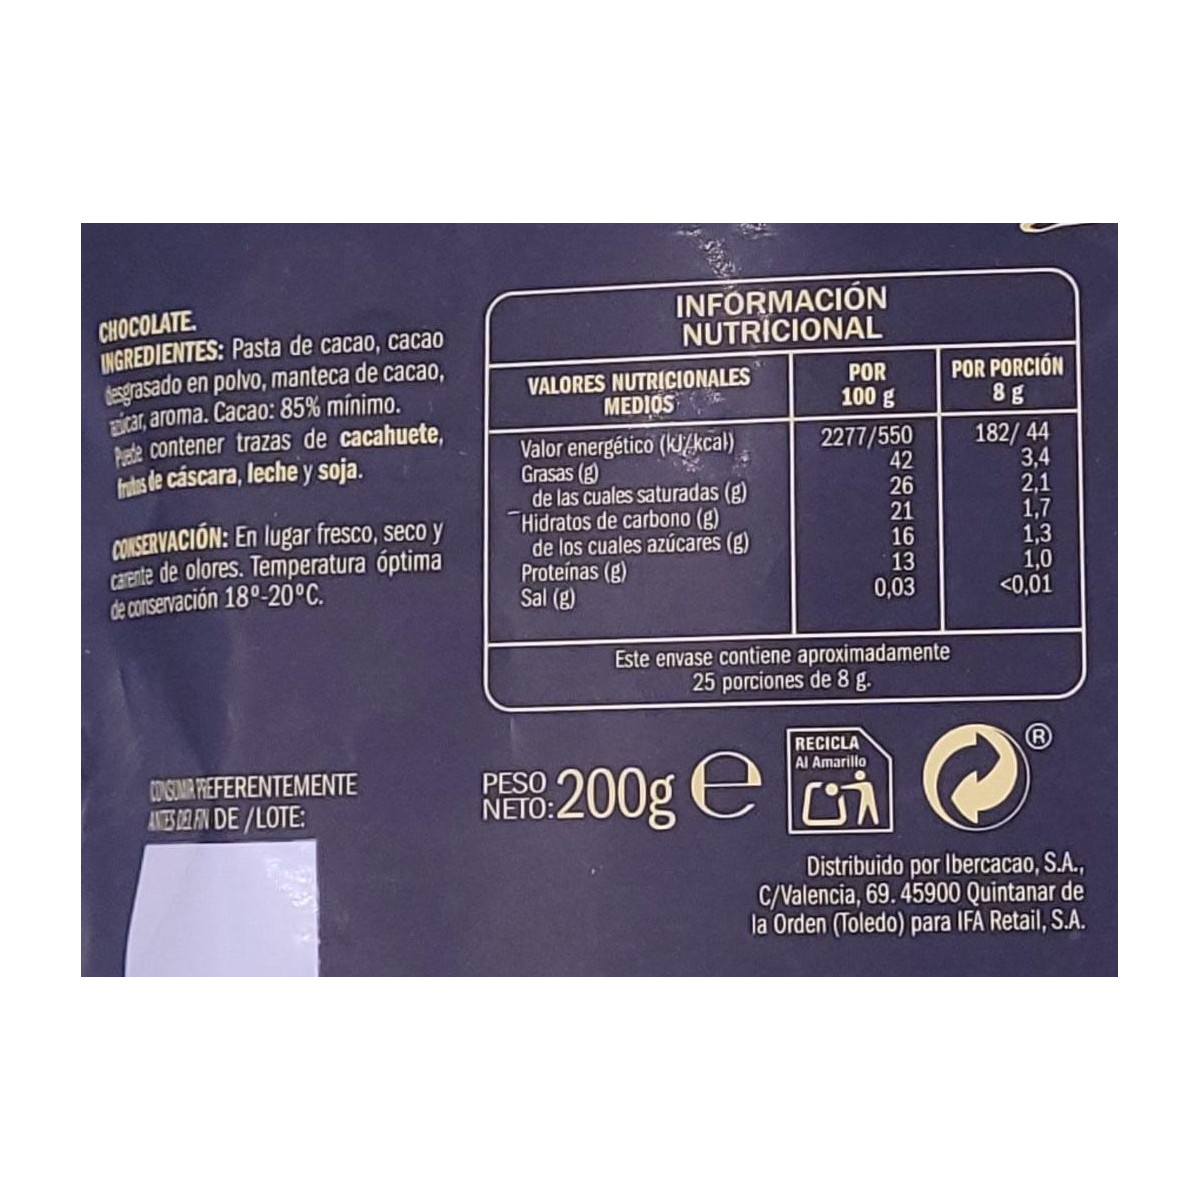 CHOCOLATE.
INGREDIENTES: Pasta de cacao, cacao
desgrasado en polvo, manteca de cacao,
azúcar, aroma. Cacao: 85% mínimo.
Puede contener trazas de cacahuete,
frutos de cáscara, leche y soja.
CONSERVACIÓN: En lugar fresco, seco y
carente de olores. Temperatura óptima
de conservación 18º-20ºC.
CONSUMIR PREFERENTEMENTE
ANTES DEL FIN DE /LOTE:
INFORMACIÓN
NUTRICIONAL
VALORES NUTRICIONALES
MEDIOS
POR
100 g
POR PORCIÓN
8 g
Valor energético (kJ/kcal) 2277/550 182/ 44
Grasas (g) 42 3,4
de las cuales saturadas (g) 26 2,1
Hidratos de carbono (g) 21 1,7
de los cuales azúcares (g) 16 1,3
Proteínas (g) 13 1,0
Sal (g) 0,03 <0,01
Este envase contiene aproximadamente
25 porciones de 8 g.
PESO
NETO: 200g e
RECICLA
Al Amarillo
®
Distribuido por Ibercacao, S.A.,
C/Valencia, 69. 45900 Quintanar de
la Orden (Toledo) para IFA Retail, S.A.